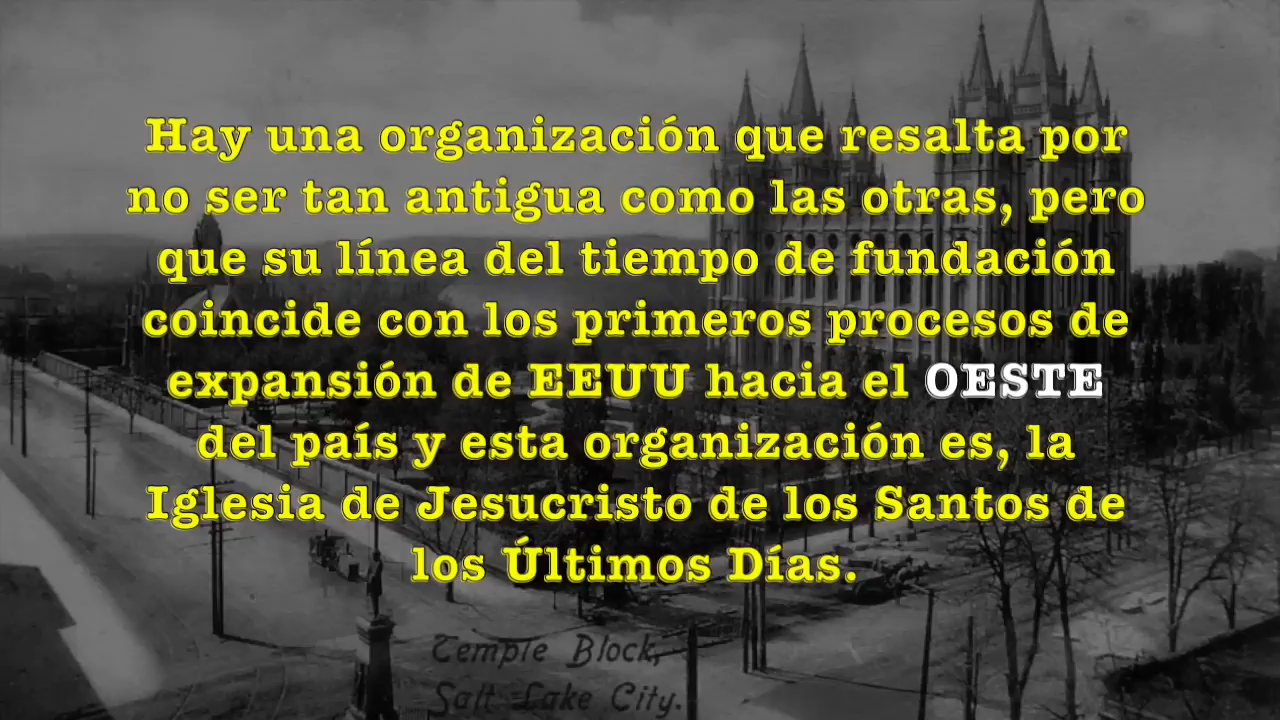 Hay una organización que resalta por
no ser tan antigua como las otras, pero
que su línea del tiempo de fundación
coincide con los primeros procesos de
expansión de EEUU hacia el OESTE
del país y esta organización es, la
Iglesia de Jesucristo de los Santos de
los Últimos Días.
Temple Block,
Salt Lake City.